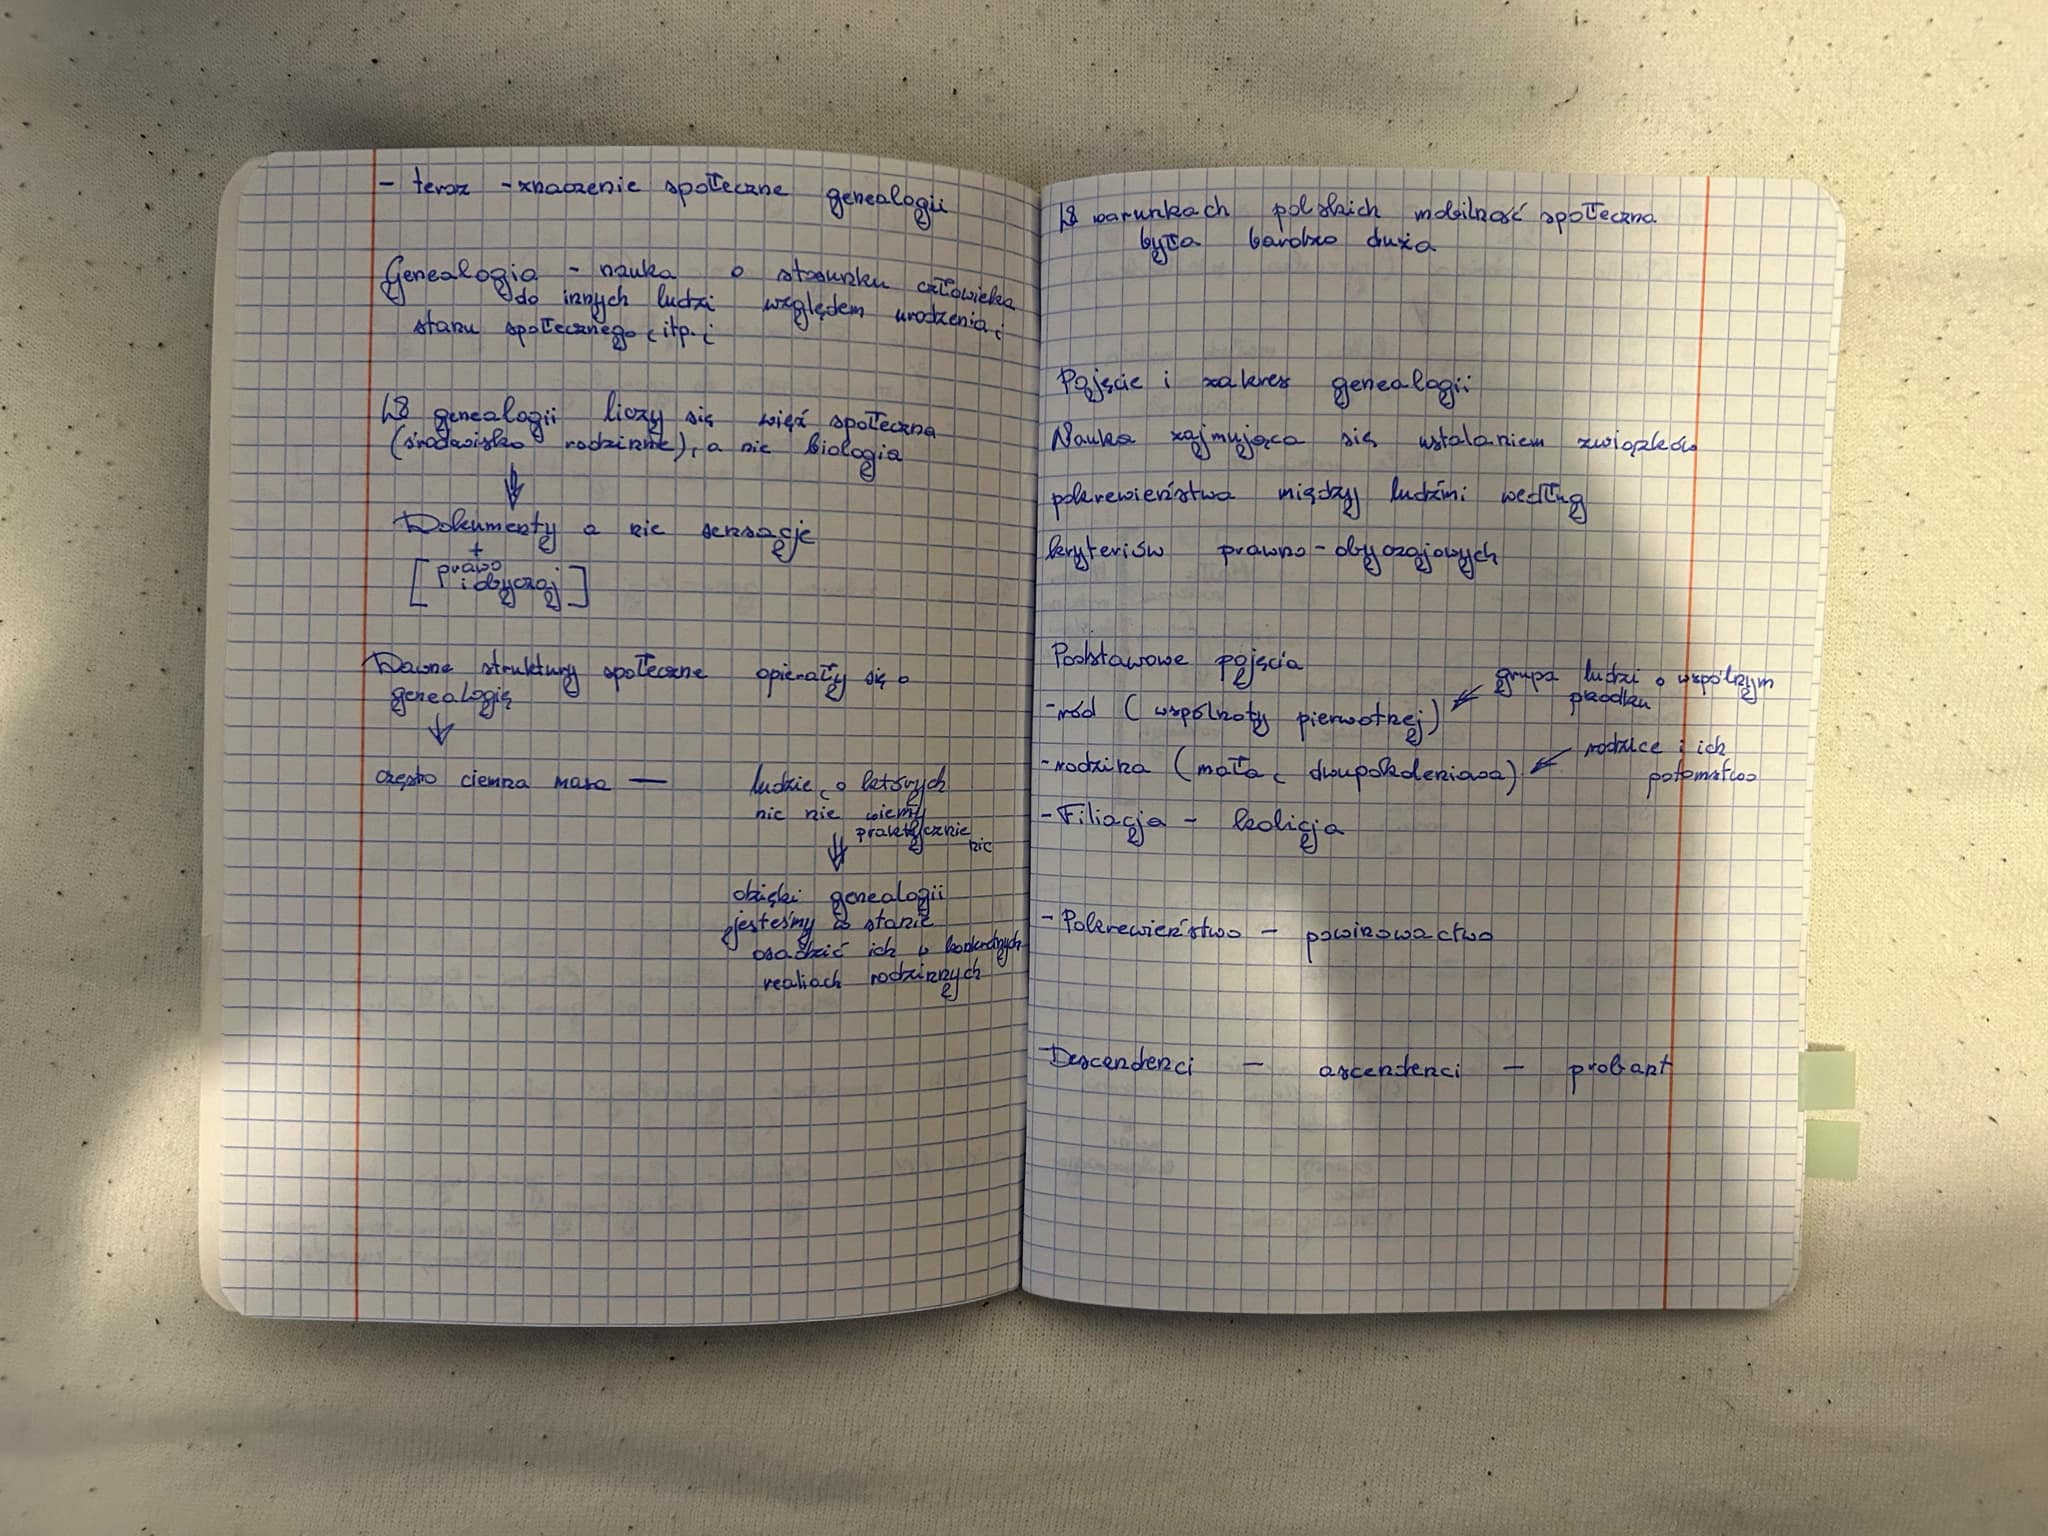 - teraz - znaczenie społeczne genealogii
Genealogia - nauka o stosunku człowieka
do innych ludzi względem urodzenia,
stanu społecznego, itp.;
W genealogii liczy się więź społeczna
(środowisko rodzinne), a nie biologia
Dokumenty a nie sensacje
+
[prawo
i obyczaj]
Dawne struktury społeczne opierały się o
genealogię
często ciemna masa — ludzie, o których
nic nie wiemy
praktycznie
nic
dzięki genealogii
jesteśmy w stanie
osadzić ich w konkretnych
realiach rodzinnych
W warunkach polskich mobilność społeczna
była bardzo duża
Pojęcie i zakres genealogii
Nauka zajmująca się ustalaniem związków
pokrewieństwa między ludźmi według
kryteriów prawno-obyczajowych
Podstawowe pojęcia
grupa ludzi o wspólnym
przodku
- ród (wspólnoty pierwotnej)
rodzice i ich
potomstwo
- rodzina (mała, dwupokoleniowa)
- Filiacja - kolicja
- Pokrewieństwo - powinowactwo
Descendenci - ascendenci - probant